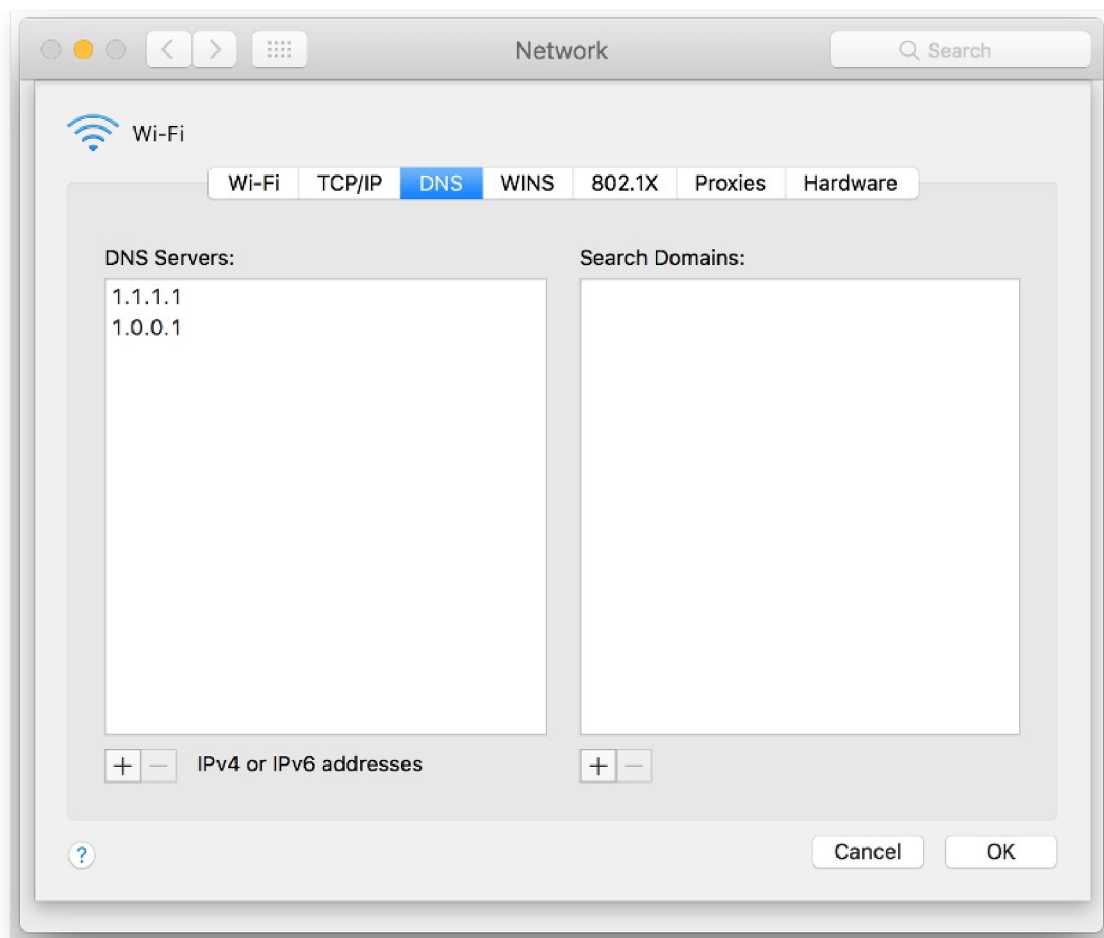 Network
Search
Wi-Fi
Wi-Fi TCP/IP DNS WINS 802.1X Proxies Hardware
DNS Servers:
1.1.1.1
1.0.0.1
Search Domains:
+ − IPv4 or IPv6 addresses
+ −
? Cancel OK